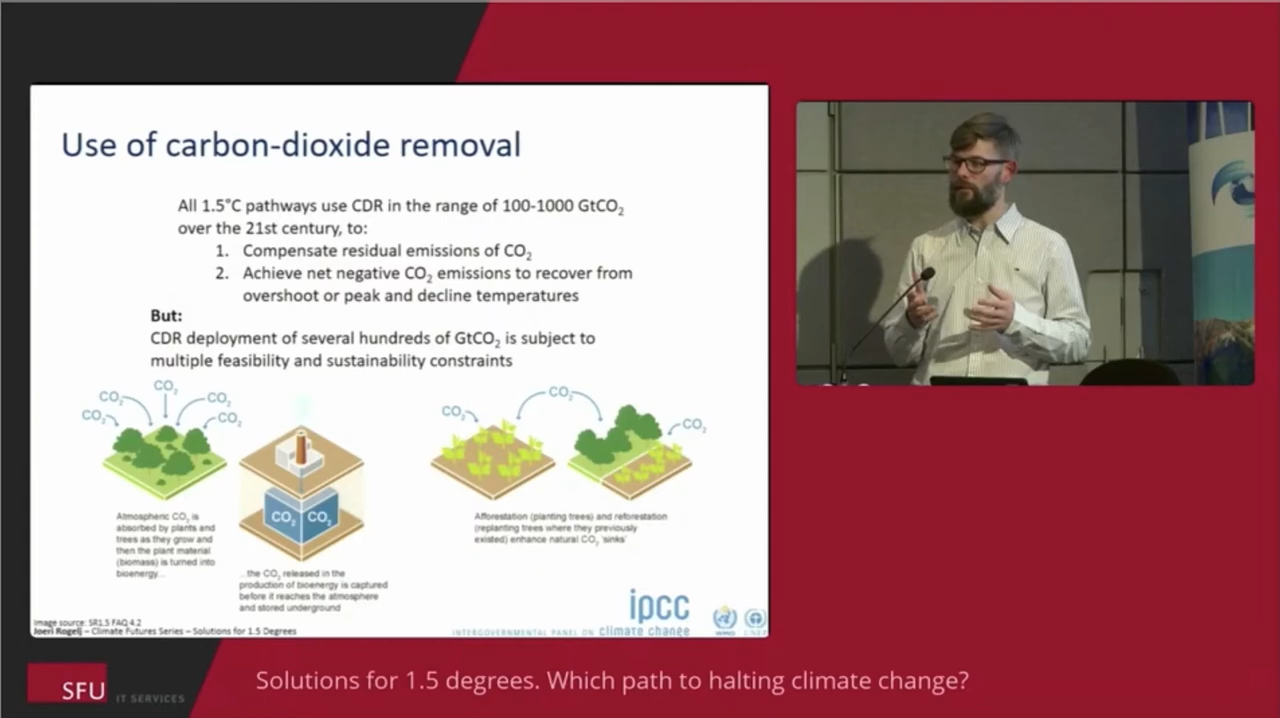 Use of carbon-dioxide removal
All 1.5°C pathways use CDR in the range of 100-1000 GtCO₂
over the 21st century, to:
1. Compensate residual emissions of CO₂
2. Achieve net negative CO₂ emissions to recover from
overshoot or peak and decline temperatures
But:
CDR deployment of several hundreds of GtCO₂ is subject to
multiple feasibility and sustainability constraints
CO₂
CO₂
CO₂
CO₂
CO₂
CO₂
CO₂
CO₂
CO₂
CO₂
Atmospheric CO₂ is
absorbed by plants and
trees as they grow and
then the plant material
(biomass) is turned into
bioenergy...
...the CO₂ released in the
production of bioenergy is captured
before it reaches the atmosphere
and stored underground
Afforestation (planting trees) and reforestation
(replanting trees where they previously
existed) enhance natural CO₂ 'sinks'
Image source: SR1.5 FAQ 4.2
Joeri Rogelj – Climate Futures Series – Solutions for 1.5 Degrees
ipcc
INTERGOVERNMENTAL PANEL ON climate change
WMO
UNEP
SFU IT SERVICES
Solutions for 1.5 degrees. Which path to halting climate change?